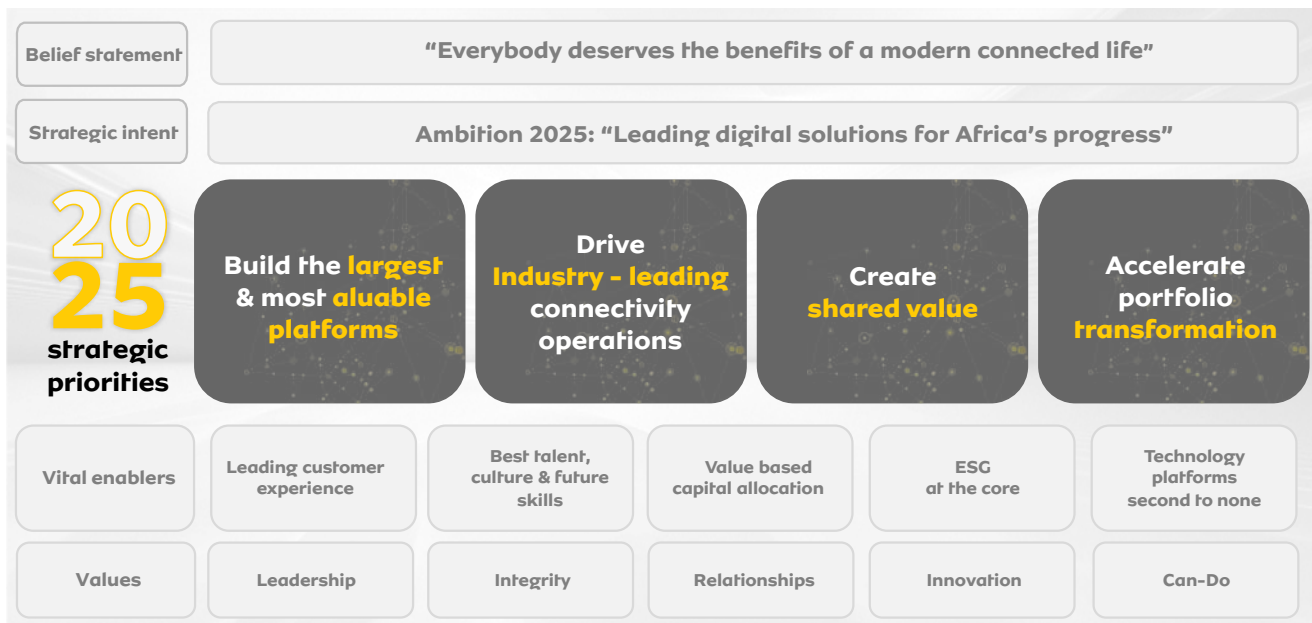 Belief statement
“Everybody deserves the benefits of a modern connected life”
Strategic intent
Ambition 2025: “Leading digital solutions for Africa’s progress”
20
25
strategic
priorities
Build the largest
& most aluable
platforms
Drive
Industry - leading
connectivity
operations
Create
shared value
Accelerate
portfolio
transformation
Vital enablers
Leading customer
experience
Best talent,
culture & future
skills
Value based
capital allocation
ESG
at the core
Technology
platforms
second to none
Values
Leadership
Integrity
Relationships
Innovation
Can-Do